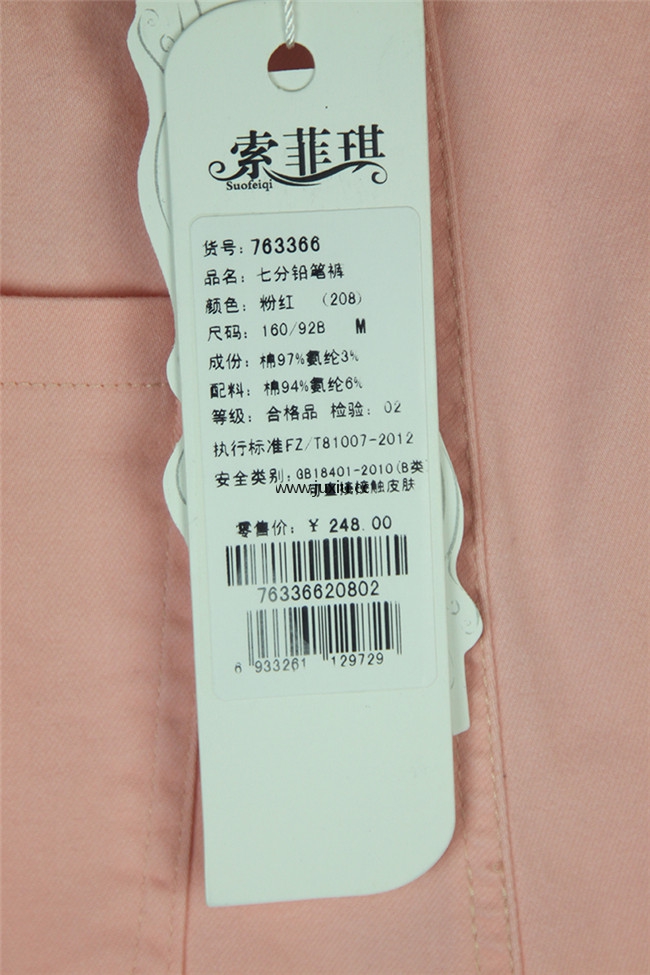 索菲琪
Suofeiqi
货号: 763366
品名: 七分铅笔裤
颜色: 粉红 (208)
尺码: 160/92B M
成份: 棉97%氨纶3%
配料: 棉94%氨纶6%
等级: 合格品 检验: 02
执行标准FZ/T81007-2012
安全类别: GB18401-2010(B类
接触皮肤
零售价: ¥ 248.00
76336620802
6 933261 129729